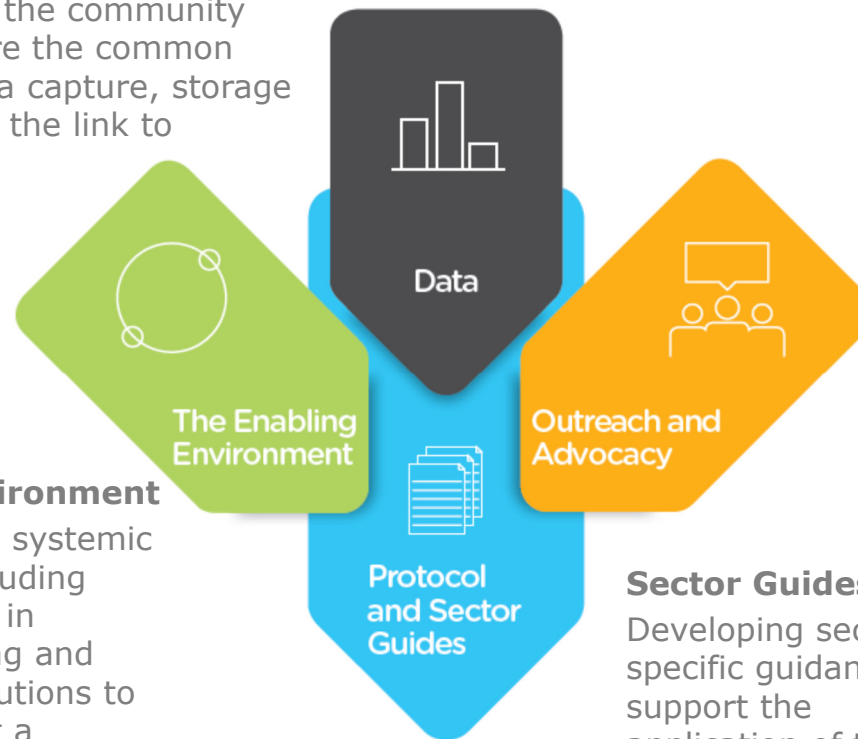 the community
re the common
a capture, storage
the link to
Data
The Enabling
Environment
Outreach and
Advocacy
Protocol
and Sector
Guides
ironment
systemic
uding
in
g and
utions to
a
Sector Guides
Developing sec
specific guidan
support the